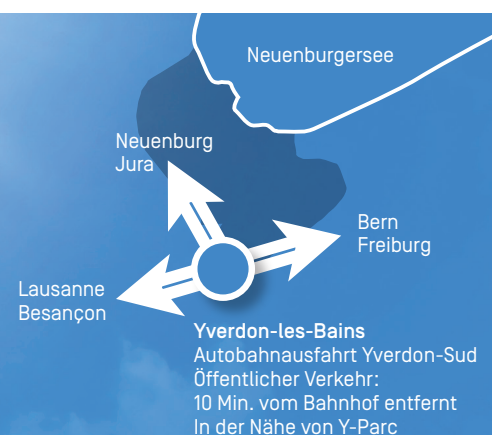 Neuenburgersee
Neuenburg
Jura
Bern
Freiburg
Lausanne
Besançon
Yverdon-les-Bains
Autobahnausfahrt Yverdon-Sud
Öffentlicher Verkehr:
10 Min. vom Bahnhof entfernt
In der Nähe von Y-Parc